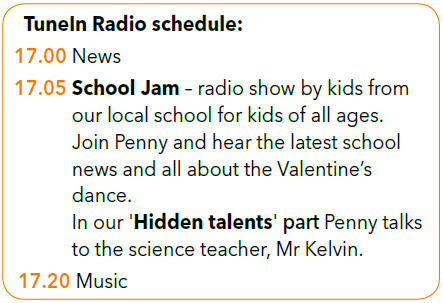 TuneIn Radio schedule:
17.00 News
17.05 School Jam – radio show by kids from
our local school for kids of all ages.
Join Penny and hear the latest school
news and all about the Valentine's
dance.
In our 'Hidden talents' part Penny talks
to the science teacher, Mr Kelvin.
17.20 Music